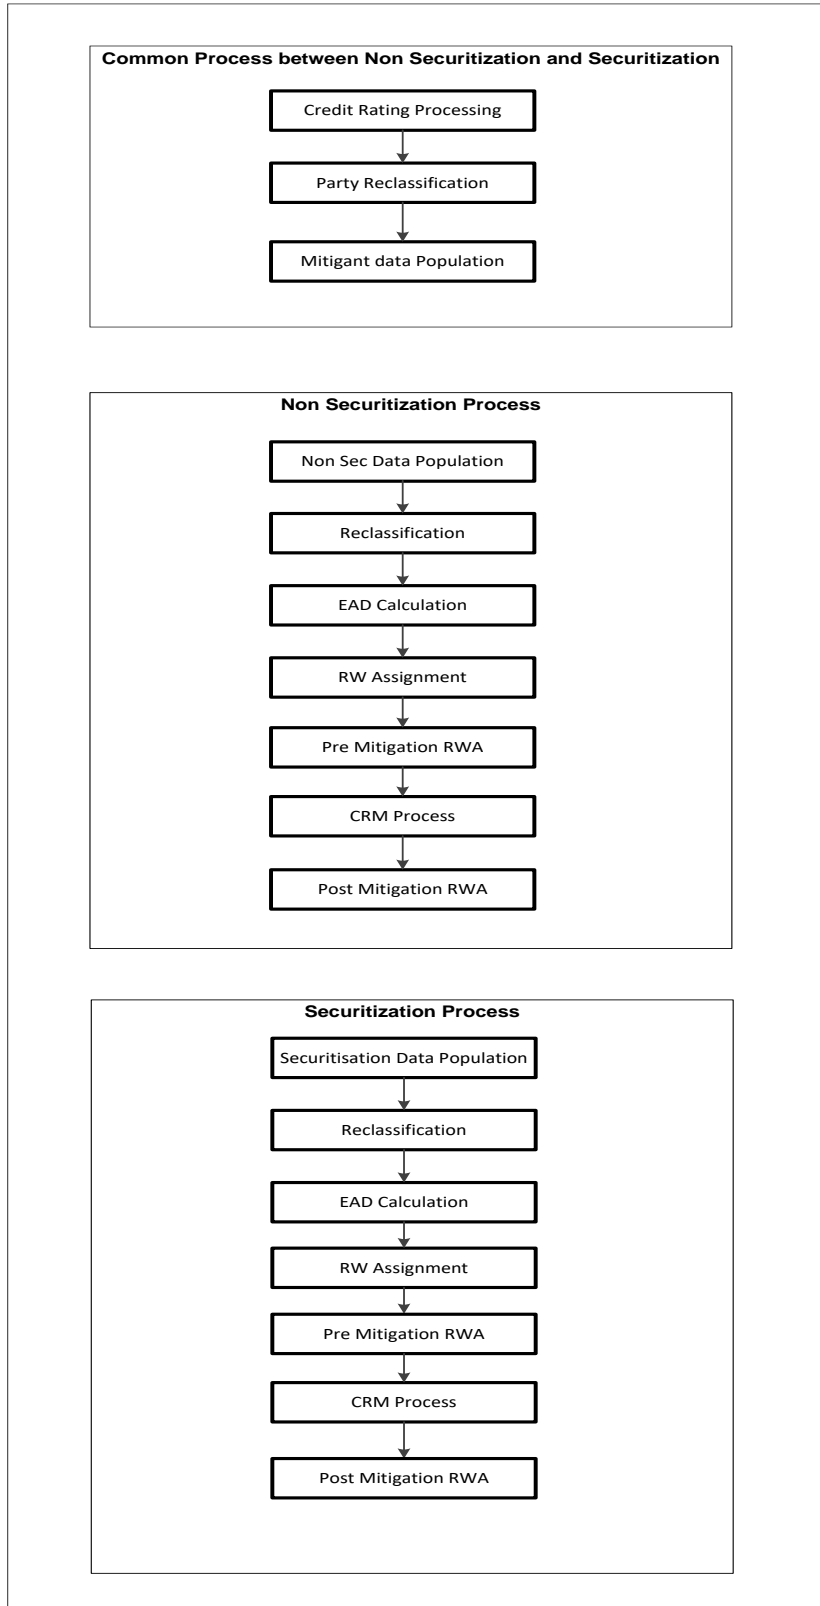 Common Process between Non Securitization and Securitization
Credit Rating Processing
Party Reclassification
Mitigant data Population
Non Securitization Process
Non Sec Data Population
Reclassification
EAD Calculation
RW Assignment
Pre Mitigation RWA
CRM Process
Post Mitigation RWA
Securitization Process
Securitisation Data Population
Reclassification
EAD Calculation
RW Assignment
Pre Mitigation RWA
CRM Process
Post Mitigation RWA